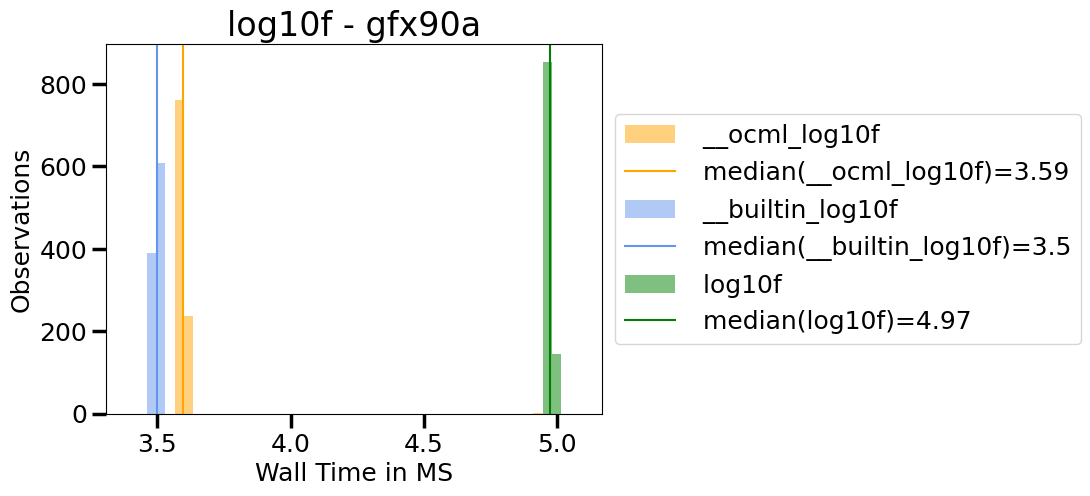 log10f - gfx90a
800
600
400
200
0
Observations
3.5 4.0 4.5 5.0
Wall Time in MS
__ocml_log10f
median(__ocml_log10f)=3.59
__builtin_log10f
median(__builtin_log10f)=3.5
log10f
median(log10f)=4.97